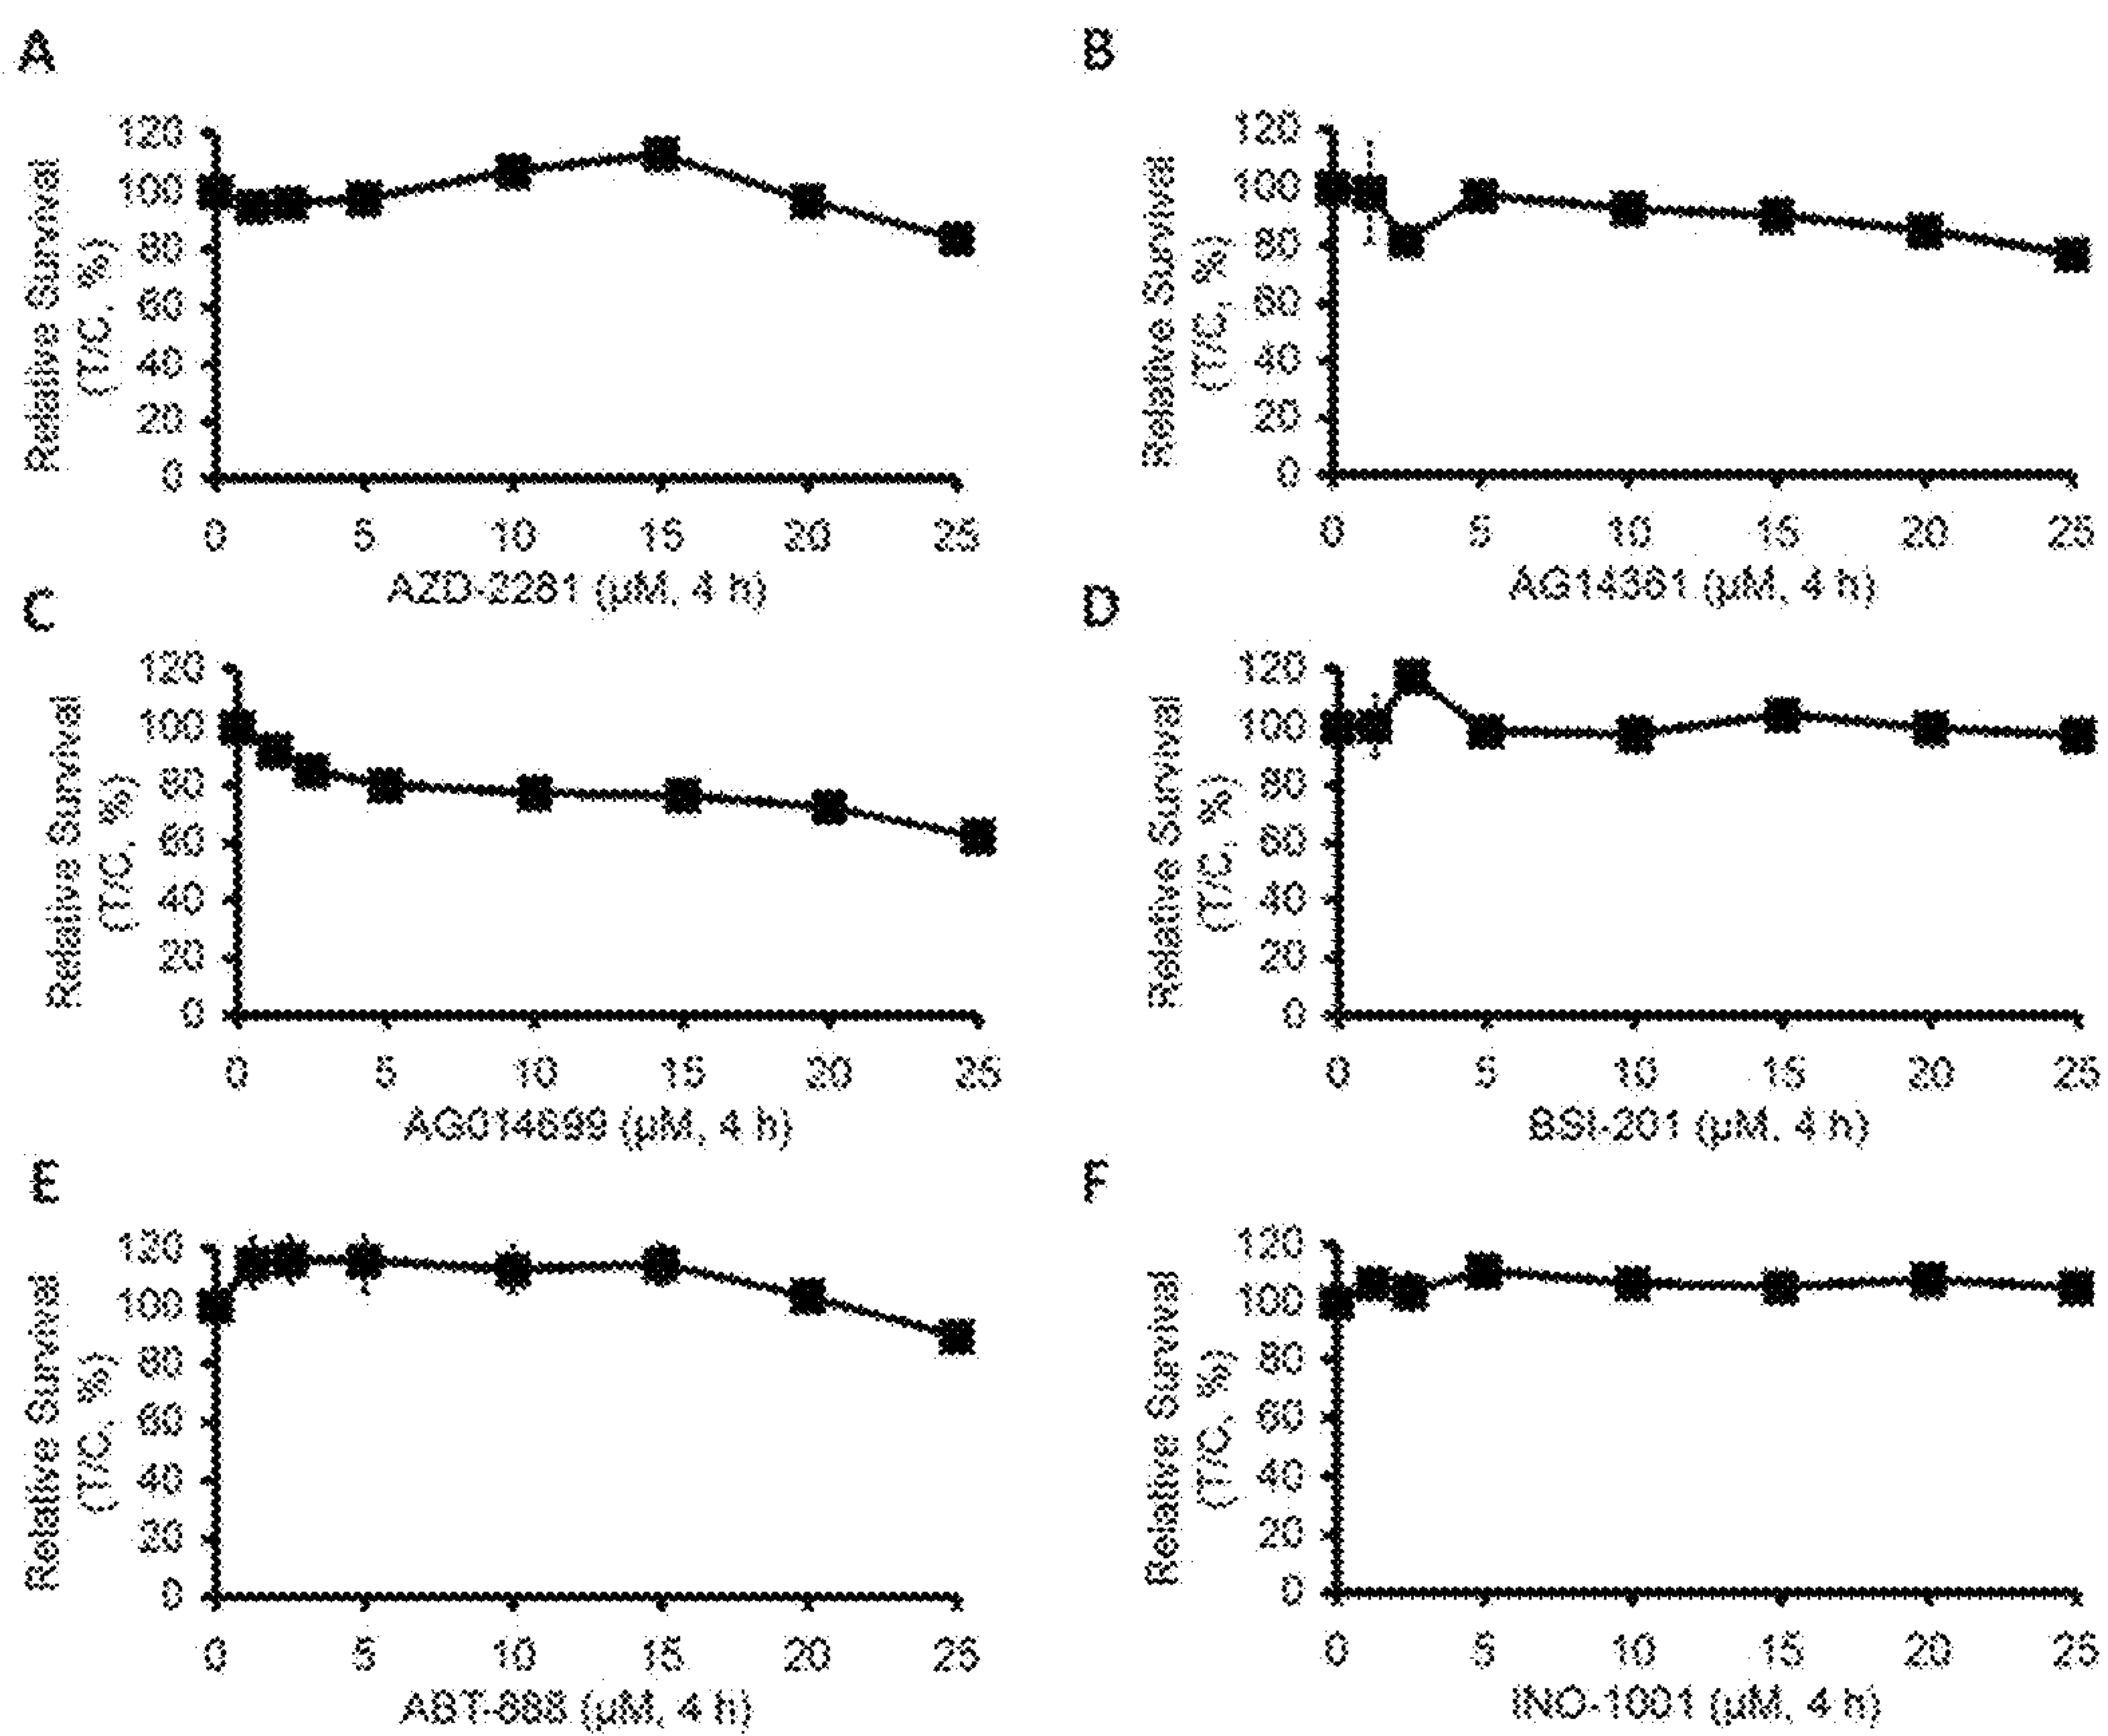 A
Relative Survival
(T/C, %)
120
100
80
60
40
20
0
0 5 10 15 20 25
AZD-2281 (µM, 4 h)
B
Relative Survival
(T/C, %)
120
100
80
60
40
20
0
0 5 10 15 20 25
AG14361 (µM, 4 h)
C
Relative Survival
(T/C, %)
120
100
80
60
40
20
0
0 5 10 15 20 25
AG014699 (µM, 4 h)
D
Relative Survival
(T/C, %)
120
100
80
60
40
20
0
0 5 10 15 20 25
BSI-201 (µM, 4 h)
E
Relative Survival
(T/C, %)
120
100
80
60
40
20
0
0 5 10 15 20 25
ABT-888 (µM, 4 h)
F
Relative Survival
(T/C, %)
120
100
80
60
40
20
0
0 5 10 15 20 25
INO-1001 (µM, 4 h)